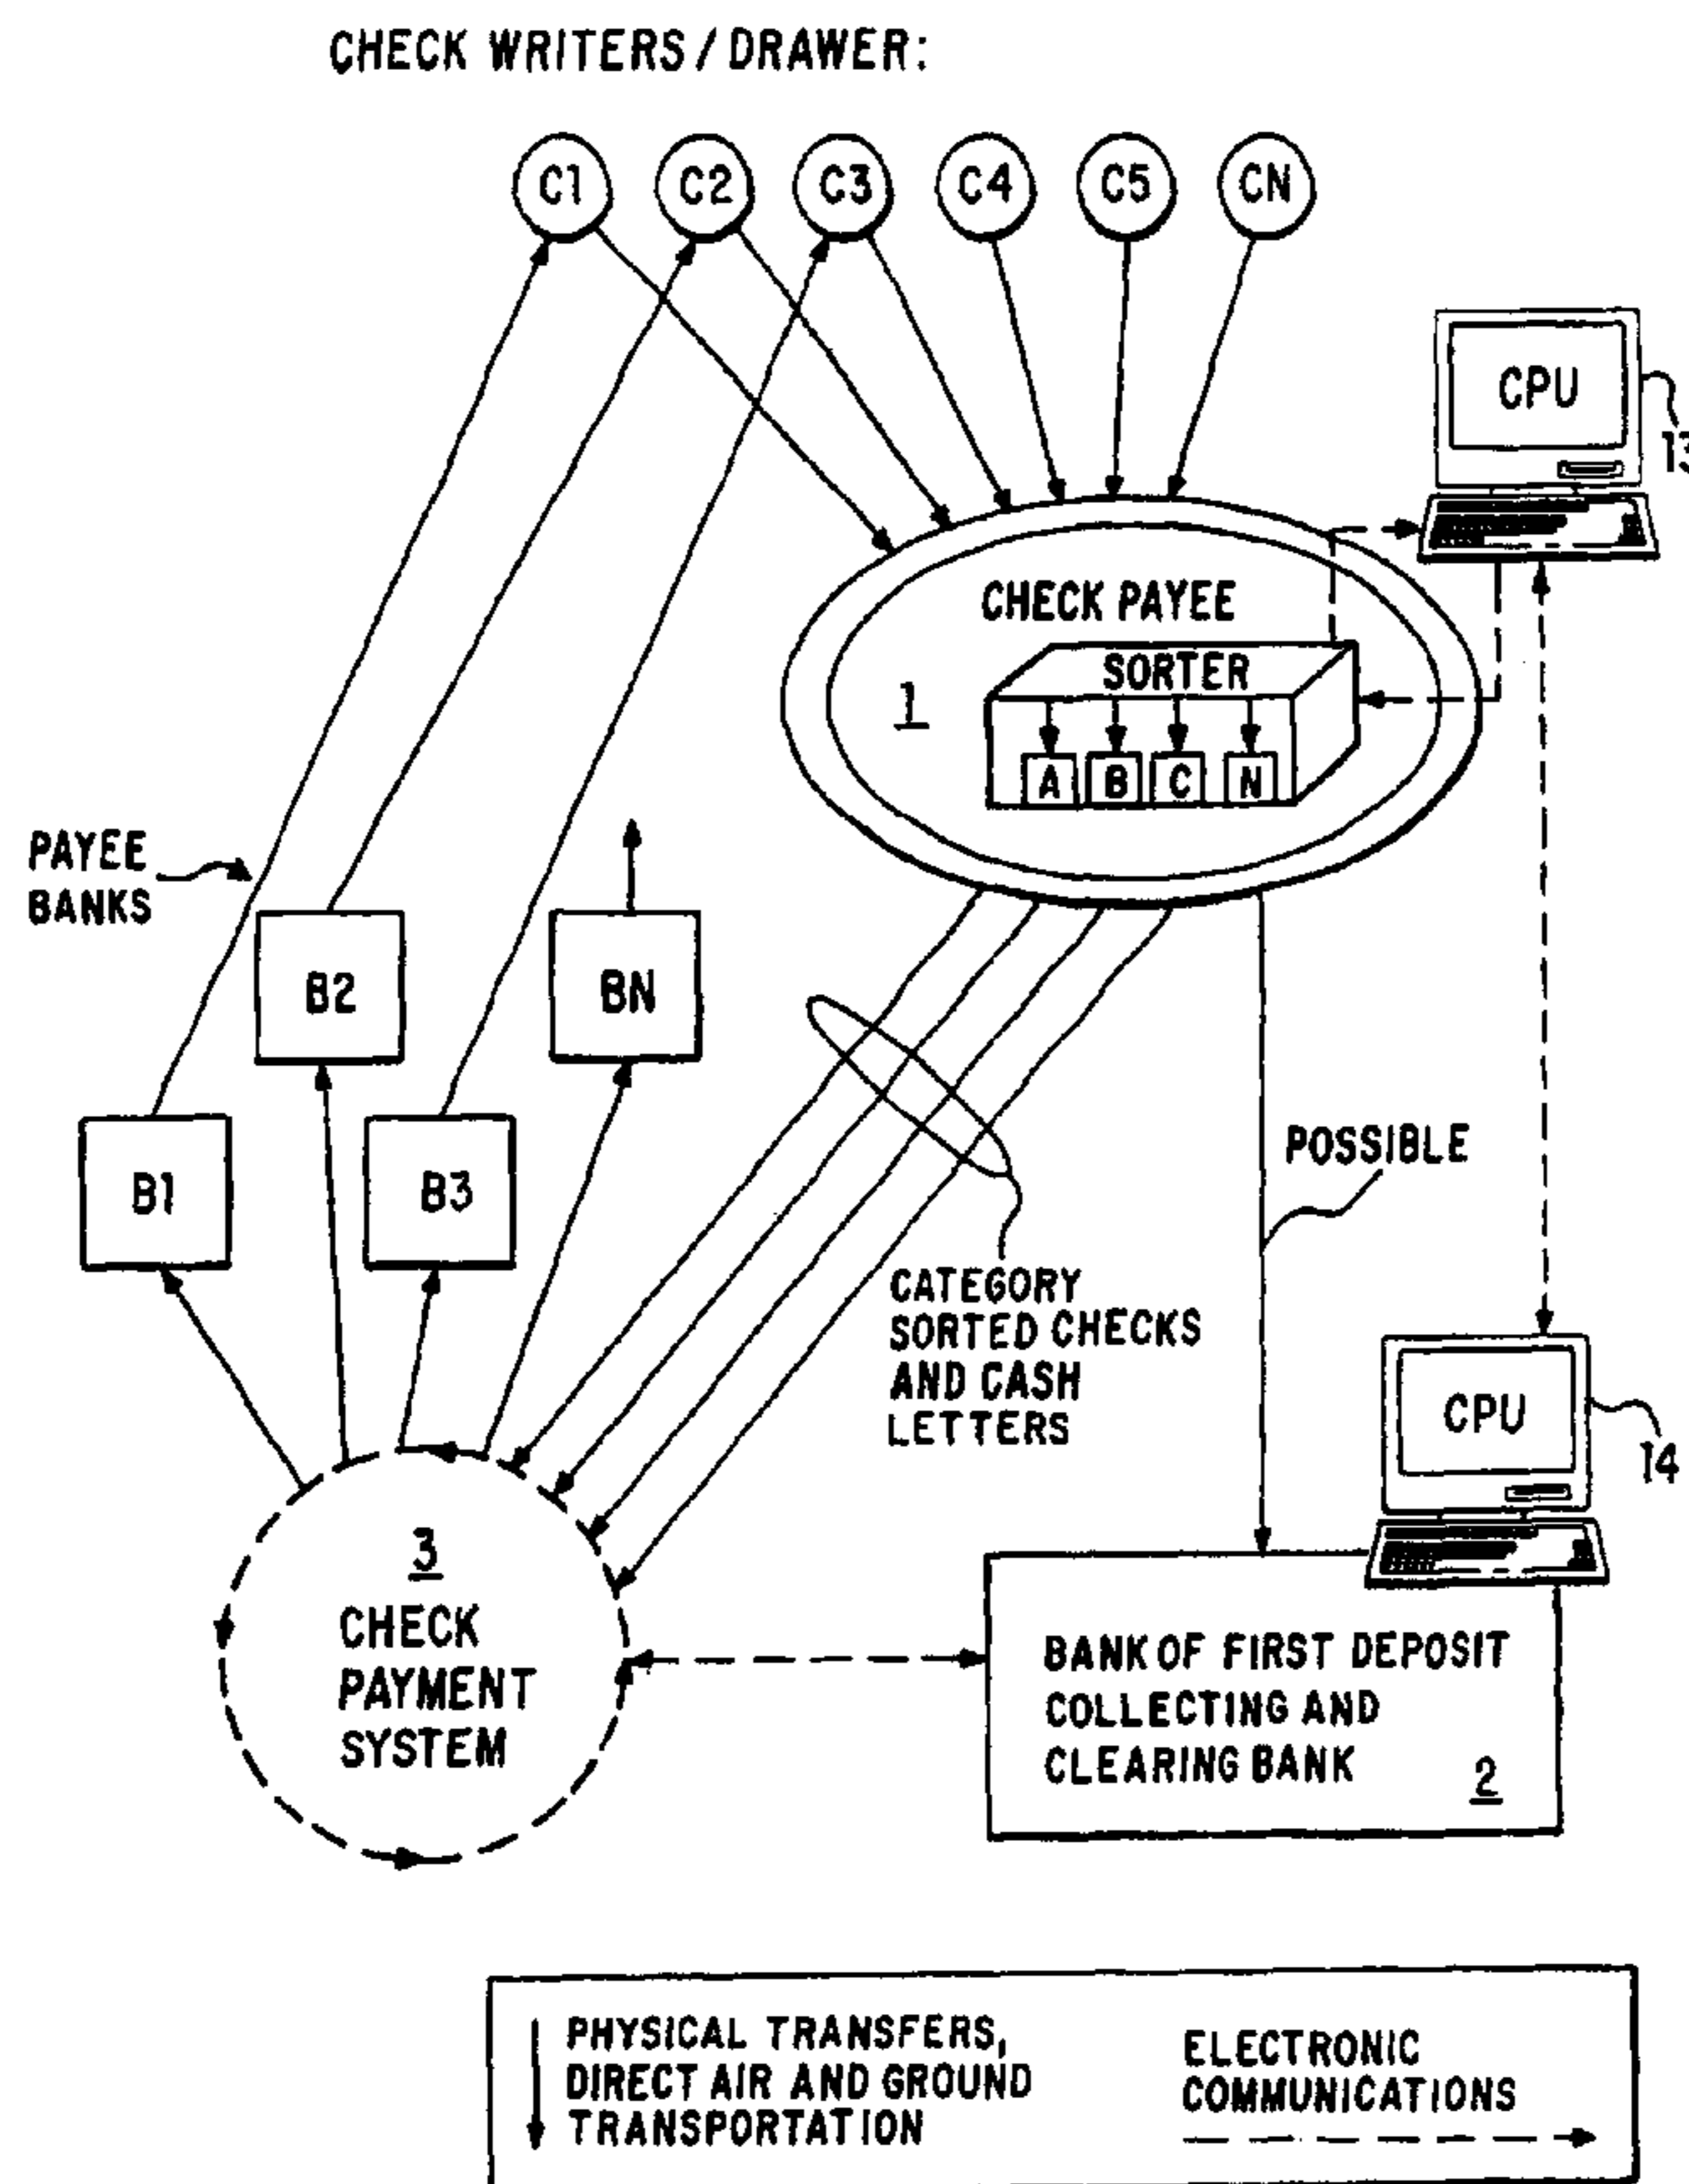 CHECK WRITERS / DRAWER:
C1 C2 C3 C4 C5 CN
CPU
13
CHECK PAYEE
SORTER
1
A B C N
PAYEE
BANKS
B2
BN
B1
B3
POSSIBLE
CATEGORY
SORTED CHECKS
AND CASH
LETTERS
CPU
14
3
CHECK
PAYMENT
SYSTEM
BANK OF FIRST DEPOSIT
COLLECTING AND
CLEARING BANK
2
PHYSICAL TRANSFERS,
DIRECT AIR AND GROUND
TRANSPORTATION
ELECTRONIC
COMMUNICATIONS